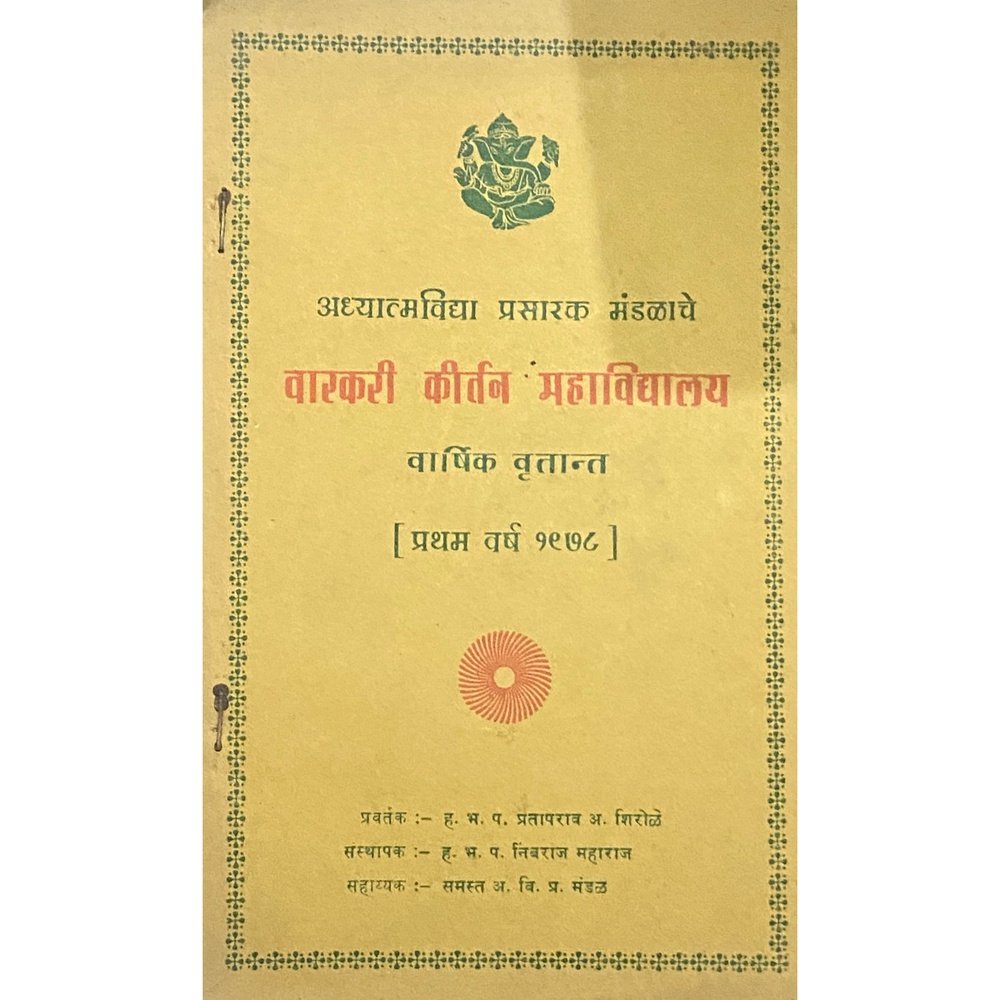 अध्यात्मविद्या प्रसारक मंडळाचे
वारकरी कीर्तन महाविद्यालय
वार्षिक वृतान्त
[ प्रथम वर्ष १९७८ ]
प्रवर्तक :– ह. भ. प. प्रतापराव अ. शिरोळे
संस्थापक :– ह. भ. प. निंबराज महाराज
सहाय्यक :– समस्त अ. वि. प्र. मंडळ